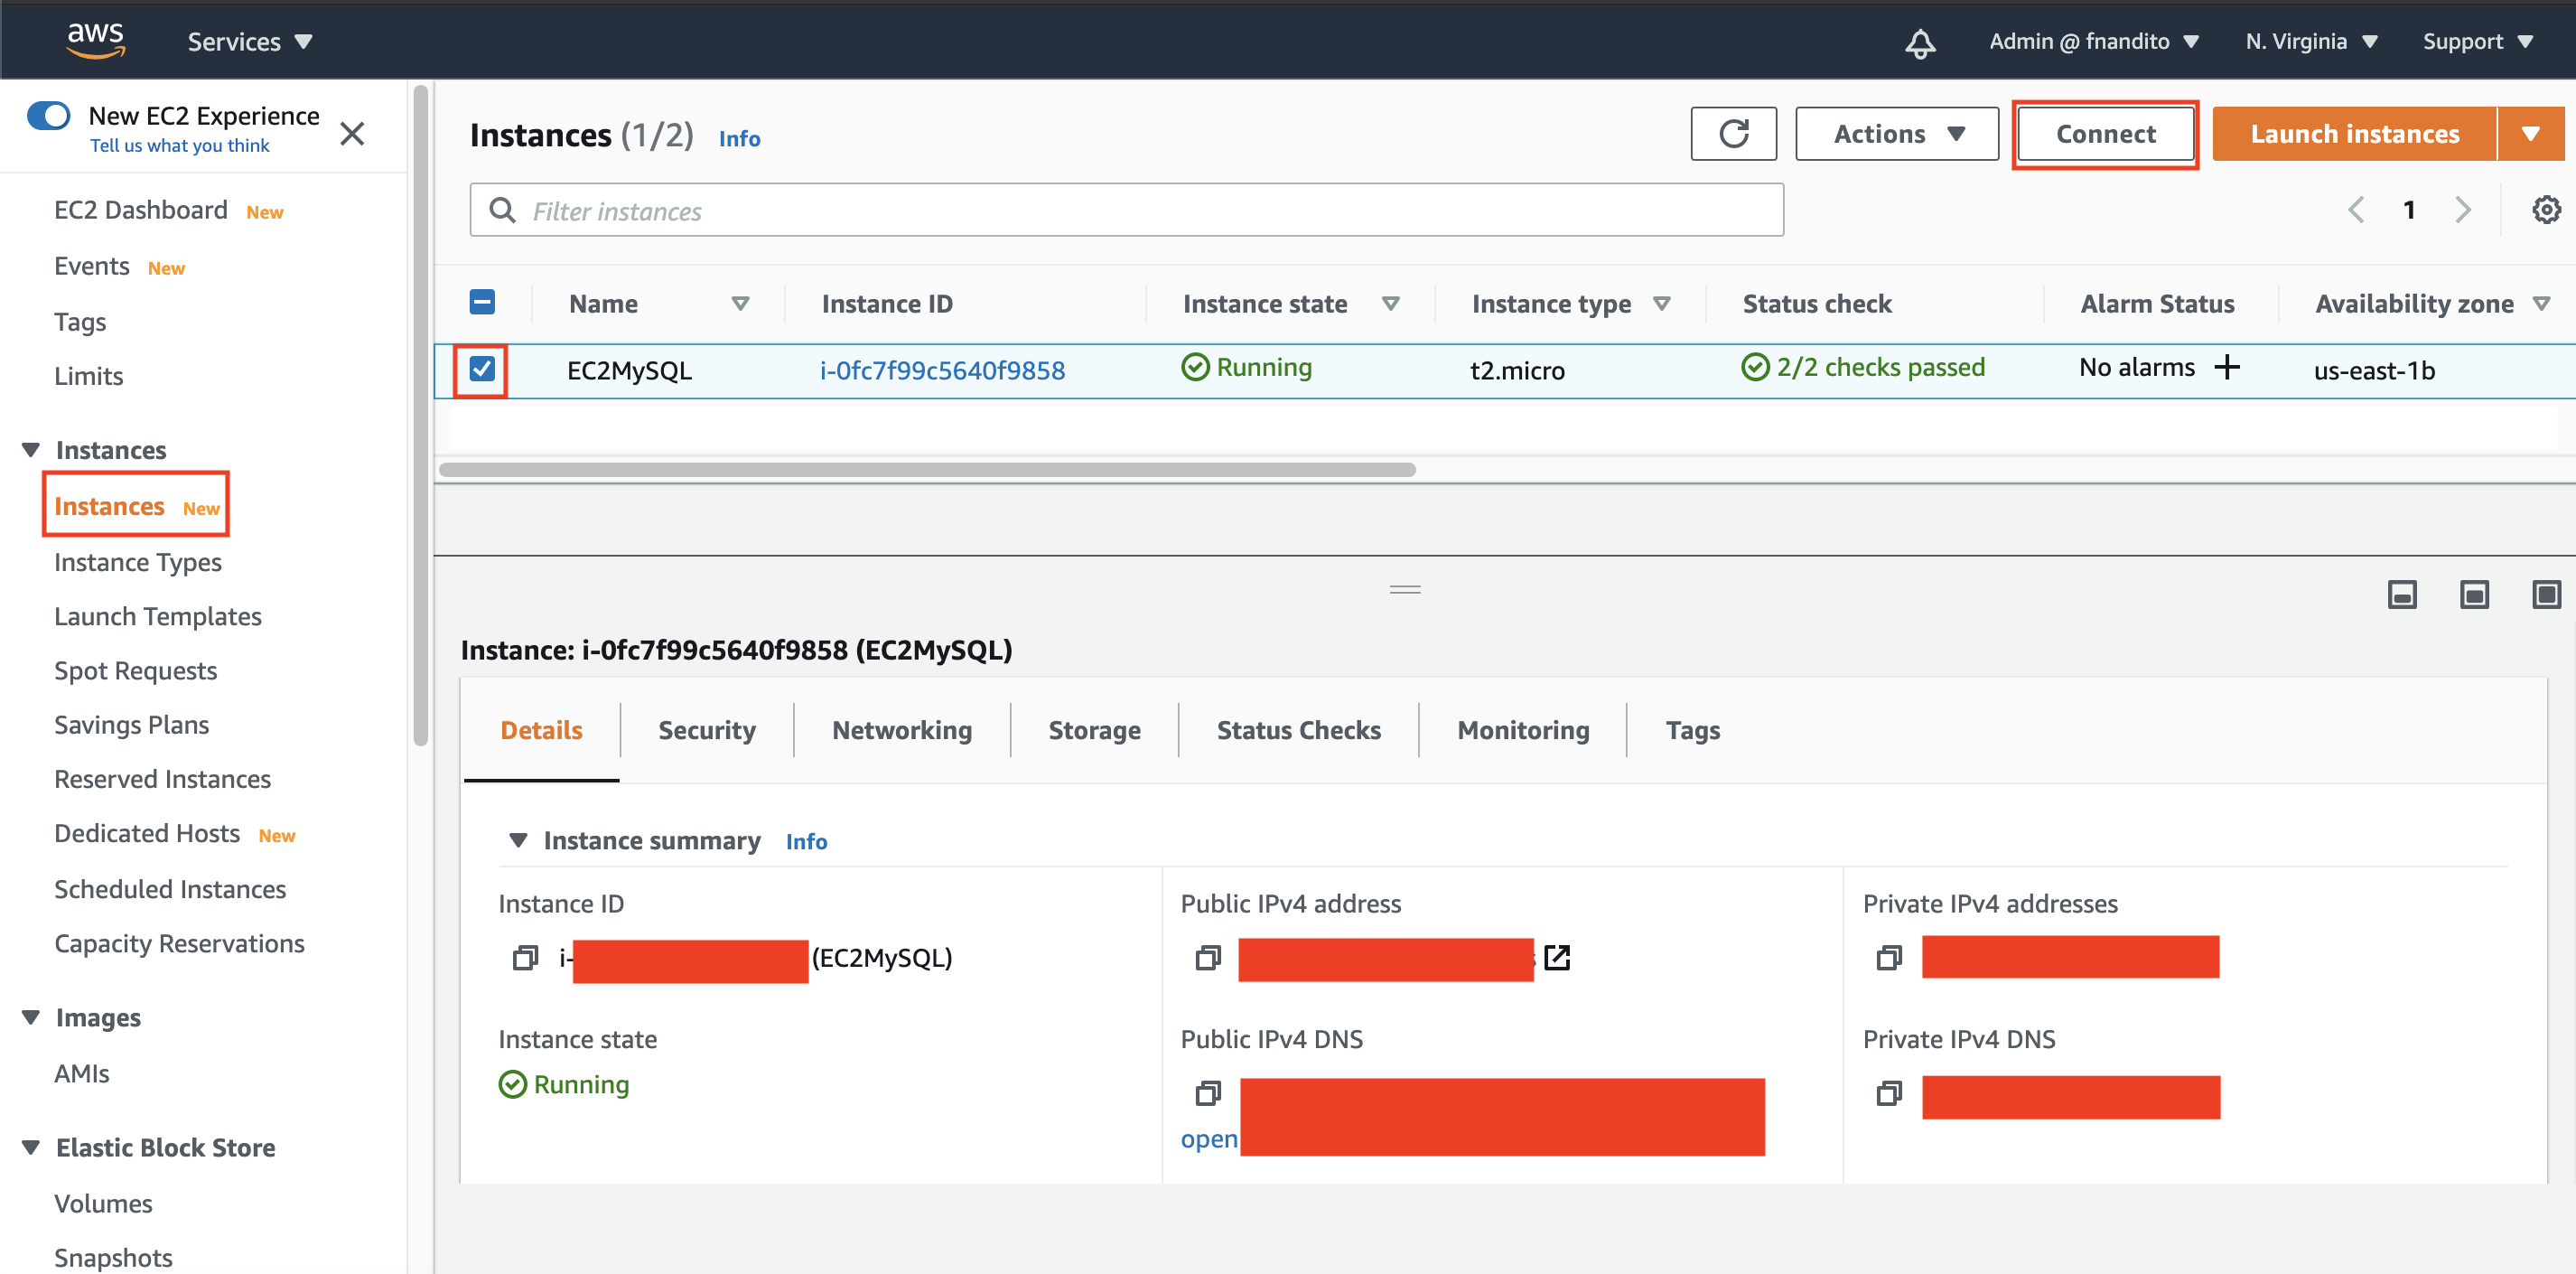 aws
Services
Admin @ fnandito
N. Virginia
Support
New EC2 Experience
Tell us what you think
EC2 Dashboard New
Events New
Tags
Limits
Instances
Instances New
Instance Types
Launch Templates
Spot Requests
Savings Plans
Reserved Instances
Dedicated Hosts New
Scheduled Instances
Capacity Reservations
Images
AMIs
Elastic Block Store
Volumes
Snapshots
Instances (1/2) Info
Actions
Connect
Launch instances
Filter instances
1
Name Instance ID Instance state Instance type Status check Alarm Status Availability zone
EC2MySQL i-0fc7f99c5640f9858 Running t2.micro 2/2 checks passed No alarms + us-east-1b
Instance: i-0fc7f99c5640f9858 (EC2MySQL)
Details Security Networking Storage Status Checks Monitoring Tags
Instance summary Info
Instance ID
i- (EC2MySQL)
Public IPv4 address
Private IPv4 addresses
Instance state
Running
Public IPv4 DNS
open
Private IPv4 DNS